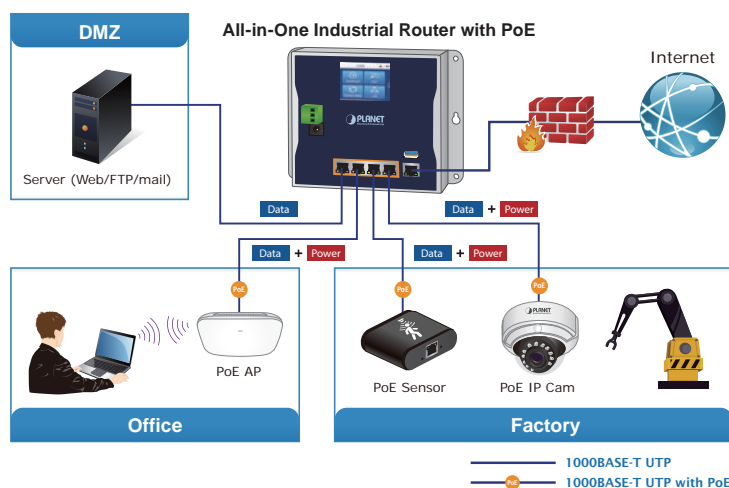 DMZ
All-in-One Industrial Router with PoE
Internet
PLANET
Server (Web/FTP/mail)
Data
Data + Power
Data + Power
Data + Power
PoE
PoE
PoE
PLANET
PoE AP
PoE Sensor
PoE IP Cam
Office
Factory
1000BASE-T UTP
PoE
1000BASE-T UTP with PoE